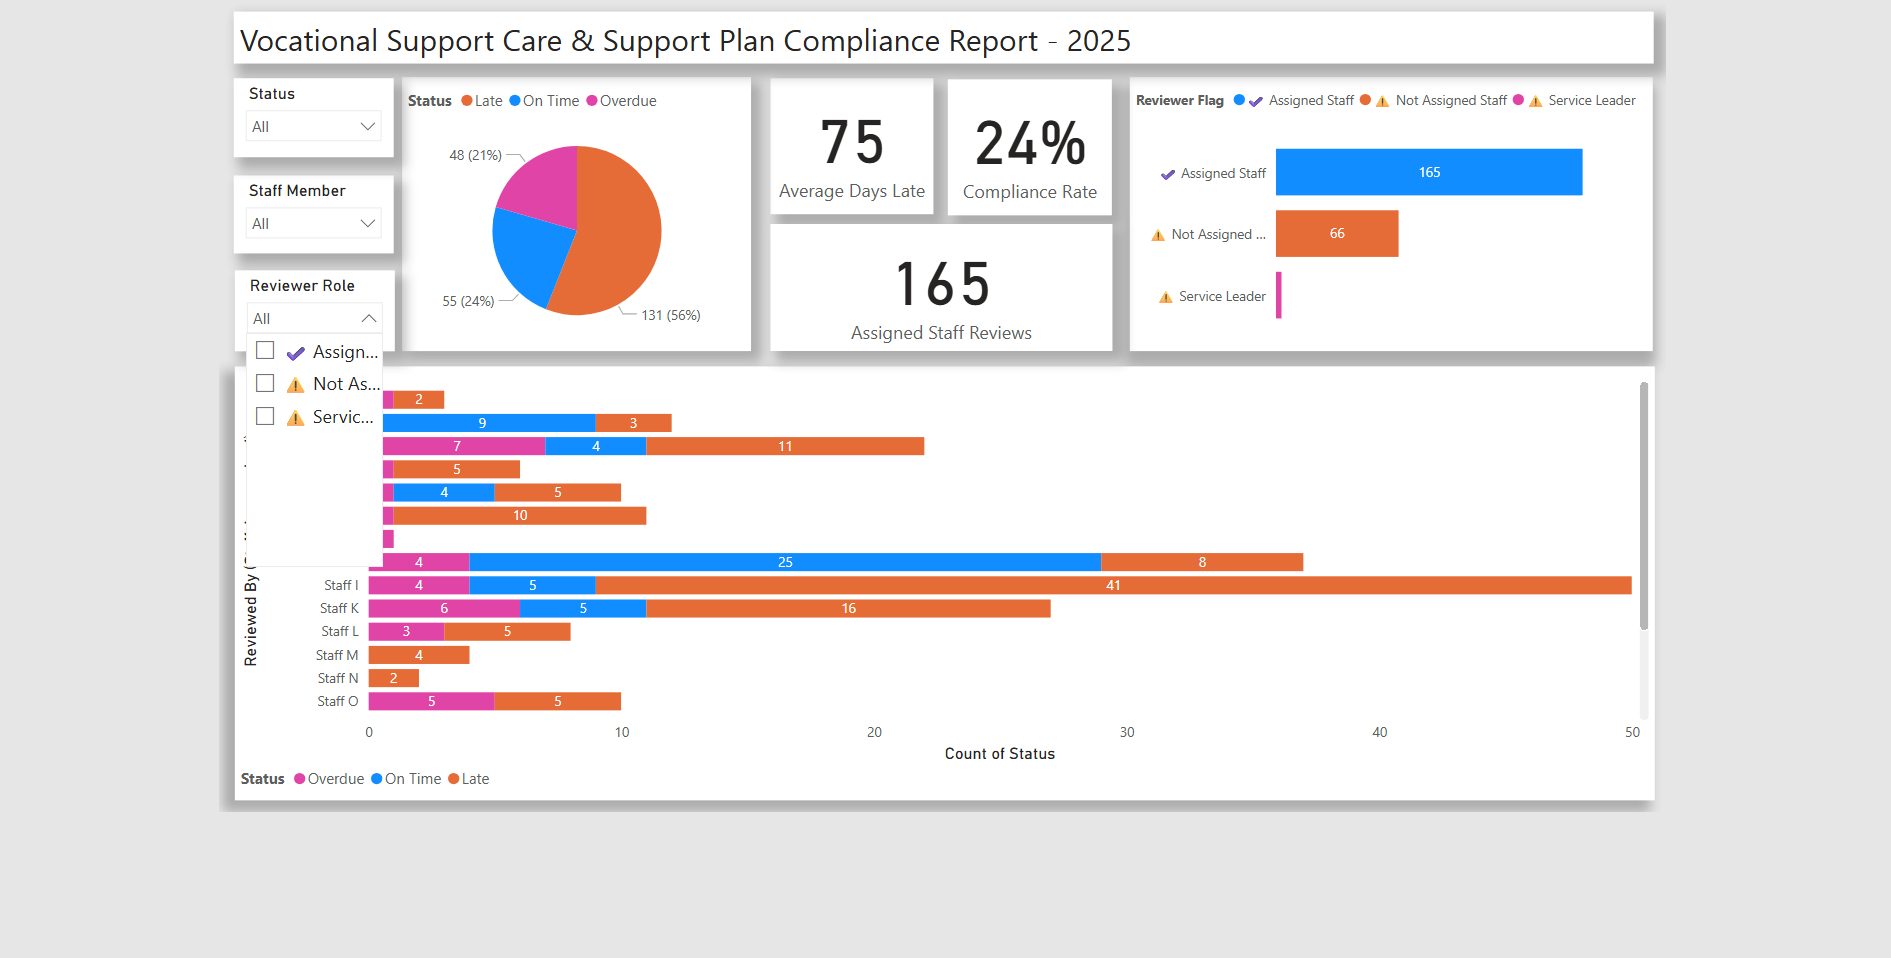 Vocational Support Care & Support Plan Compliance Report - 2025
Status
All
Staff Member
All
Reviewer Role
All
Assign...
Not As...
Servic...
Status Late On Time Overdue
48 (21%)
55 (24%)
131 (56%)
75
Average Days Late
24%
Compliance Rate
165
Assigned Staff Reviews
Reviewer Flag Assigned Staff Not Assigned Staff Service Leader
Assigned Staff 165
Not Assigned ... 66
Service Leader
2
9 3
7 4 11
5
4 5
10
4 25 8
Staff I 4 5 41
Staff K 6 5 16
Staff L 3 5
Staff M 4
Staff N 2
Staff O 5 5
Reviewed By
0 10 20 30 40 50
Count of Status
Status Overdue On Time Late